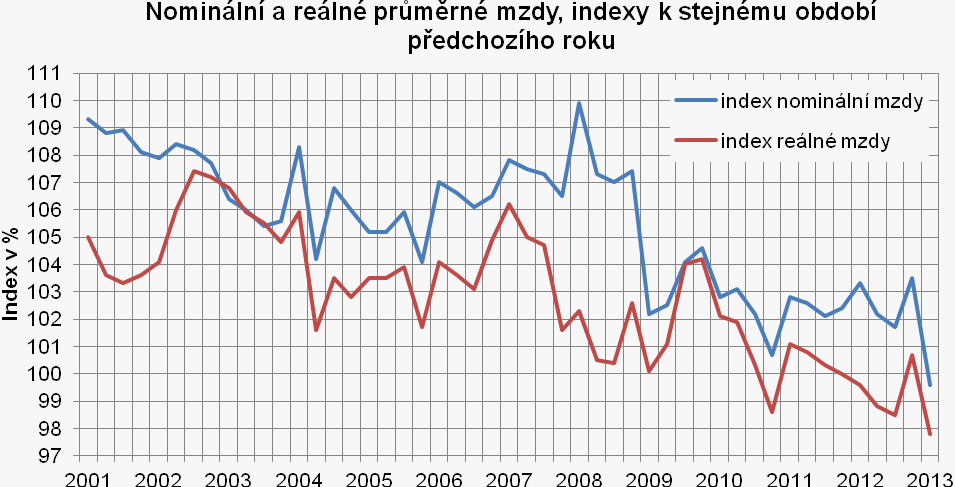 Nominální a reálné průměrné mzdy, indexy k stejnému období
předchozího roku
111
110
109
108
107
106
105
104
103
102
101
100
99
98
97
Index v %
index nominální mzdy
index reálné mzdy
2001 2002 2003 2004 2005 2006 2007 2008 2009 2010 2011 2012 2013